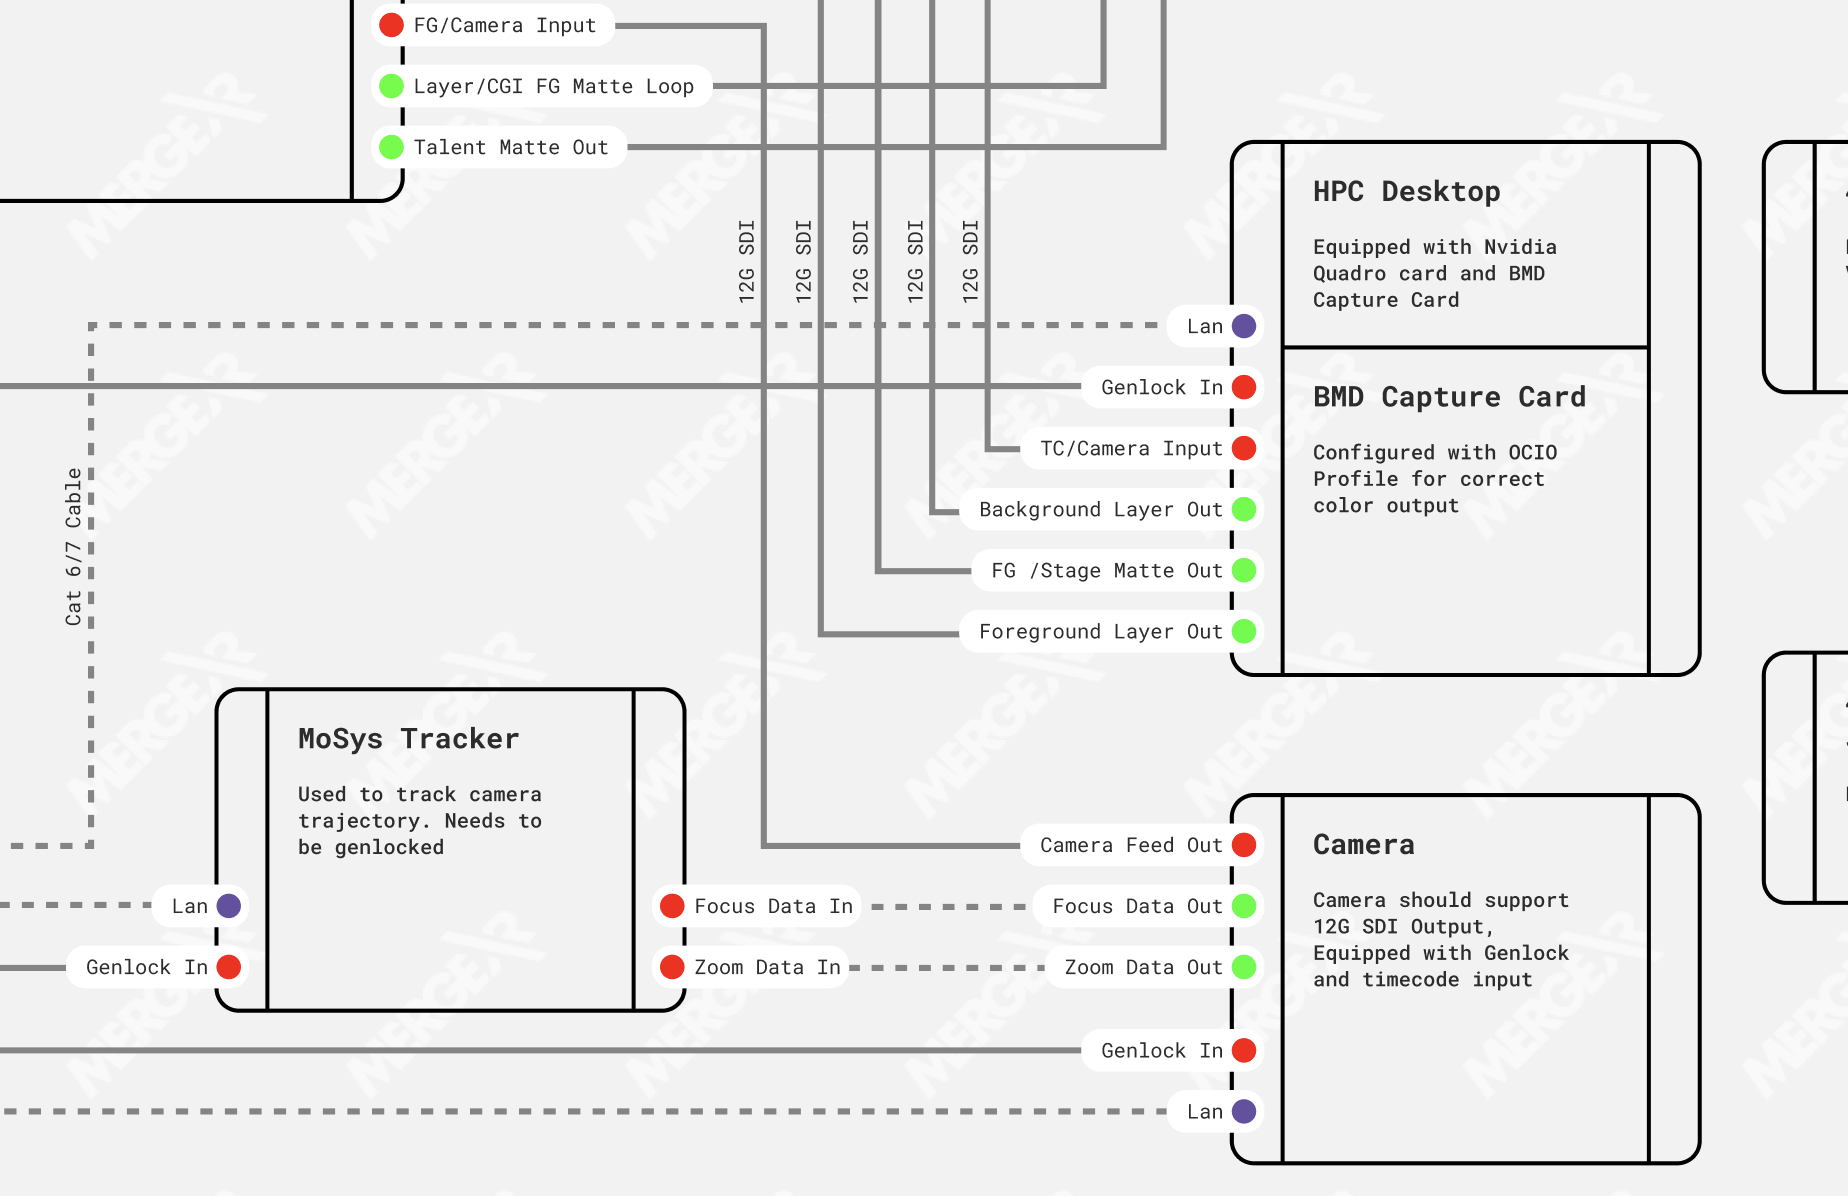 FG/Camera Input
Layer/CGI FG Matte Loop
Talent Matte Out
12G SDI
12G SDI
12G SDI
12G SDI
12G SDI
HPC Desktop
Equipped with Nvidia
Quadro card and BMD
Capture Card
Lan
Genlock In
TC/Camera Input
Background Layer Out
FG /Stage Matte Out
Foreground Layer Out
BMD Capture Card
Configured with OCIO
Profile for correct
color output
Cat 6/7 Cable
MoSys Tracker
Used to track camera
trajectory. Needs to
be genlocked
Lan
Genlock In
Focus Data In
Zoom Data In
Camera Feed Out
Focus Data Out
Zoom Data Out
Genlock In
Lan
Camera
Camera should support
12G SDI Output,
Equipped with Genlock
and timecode input
MERGEXR